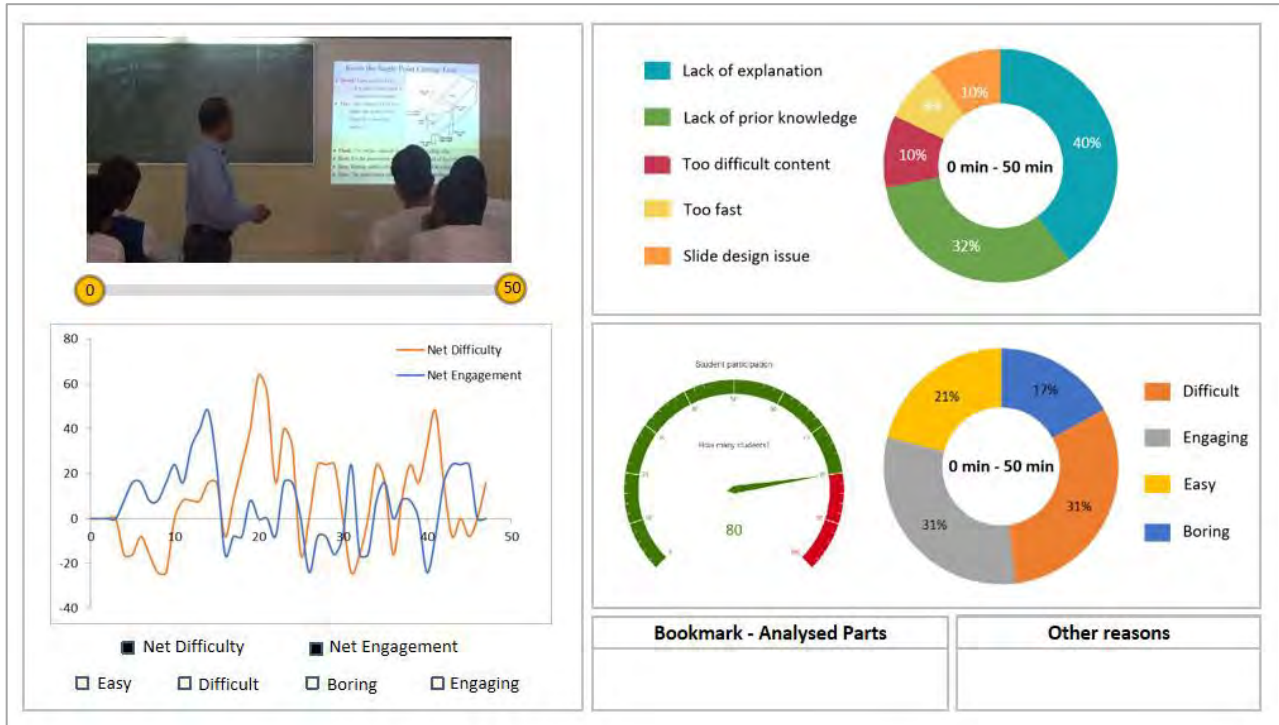 Lack of explanation
Lack of prior knowledge
Too difficult content
Too fast
Slide design issue
10%
40%
10%
32%
0 min - 50 min
0
50
80
60
40
20
0
-20
-40
0
10
20
30
40
50
Net Difficulty
Net Engagement
Net Difficulty
Net Engagement
Easy
Difficult
Boring
Engaging
Student participation
How many students?
50
80
21%
17%
31%
31%
0 min - 50 min
Difficult
Engaging
Easy
Boring
Bookmark - Analysed Parts
Other reasons